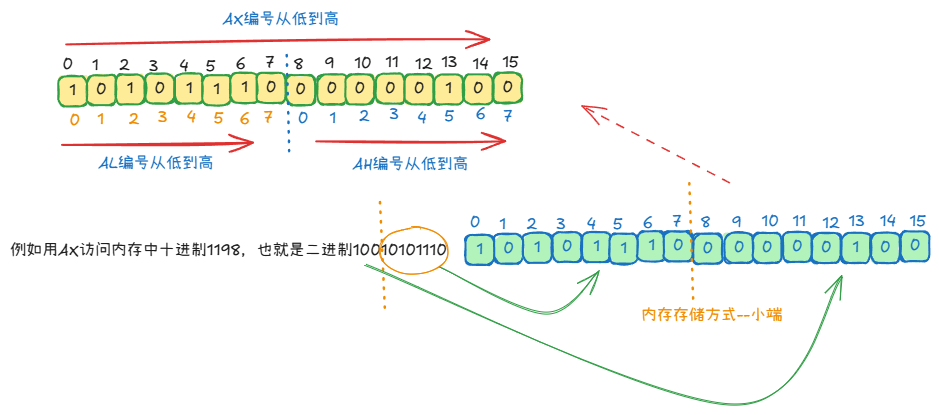 AX编号从低到高
0 1 2 3 4 5 6 7 8 9 10 11 12 13 14 15
1 0 1 0 1 1 1 0 0 0 0 0 0 1 0 0
0 1 2 3 4 5 6 7 0 1 2 3 4 5 6 7
AL编号从低到高
AH编号从低到高
0 1 2 3 4 5 6 7 8 9 10 11 12 13 14 15
例如用AX访问内存中十进制1198，也就是二进制10010101110
1 0 1 0 1 1 1 0 0 0 0 0 0 1 0 0
内存存储方式--小端